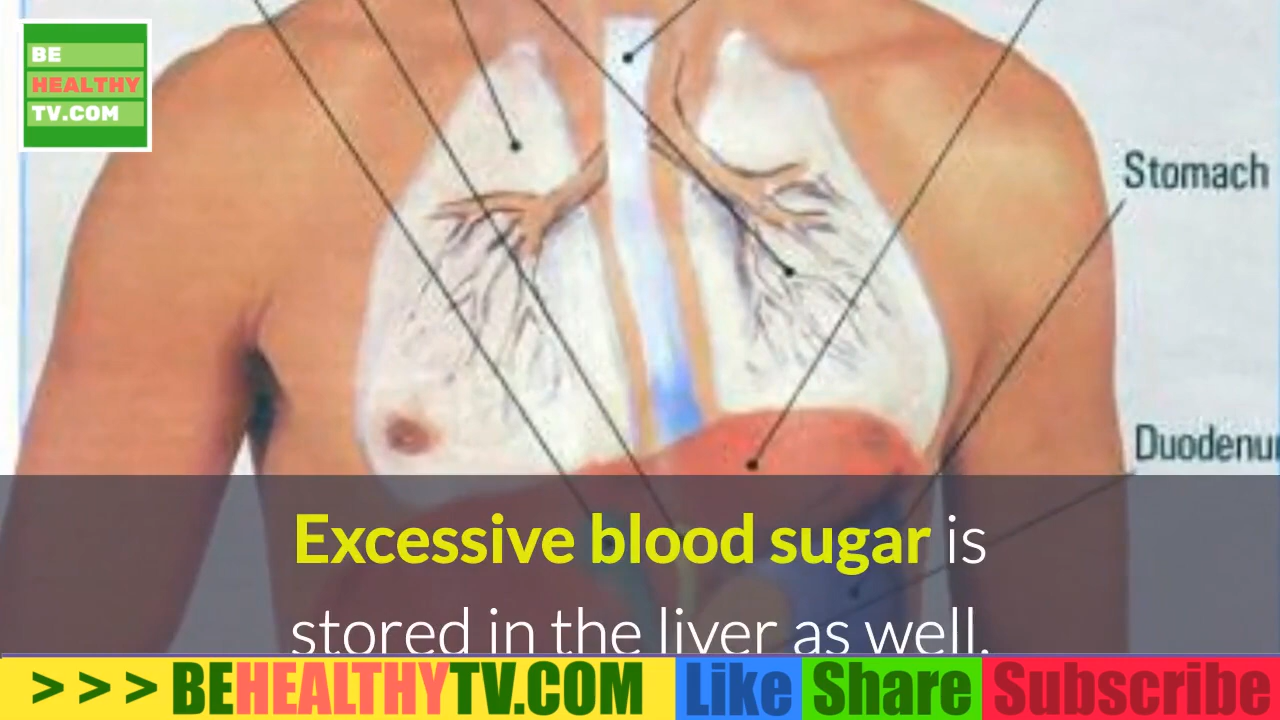 BE
HEALTHY
TV.COM
Stomach
Excessive blood sugar is
stored in the liver as well.
> > > BEHEALTHYTV.COM Like Share Subscribe